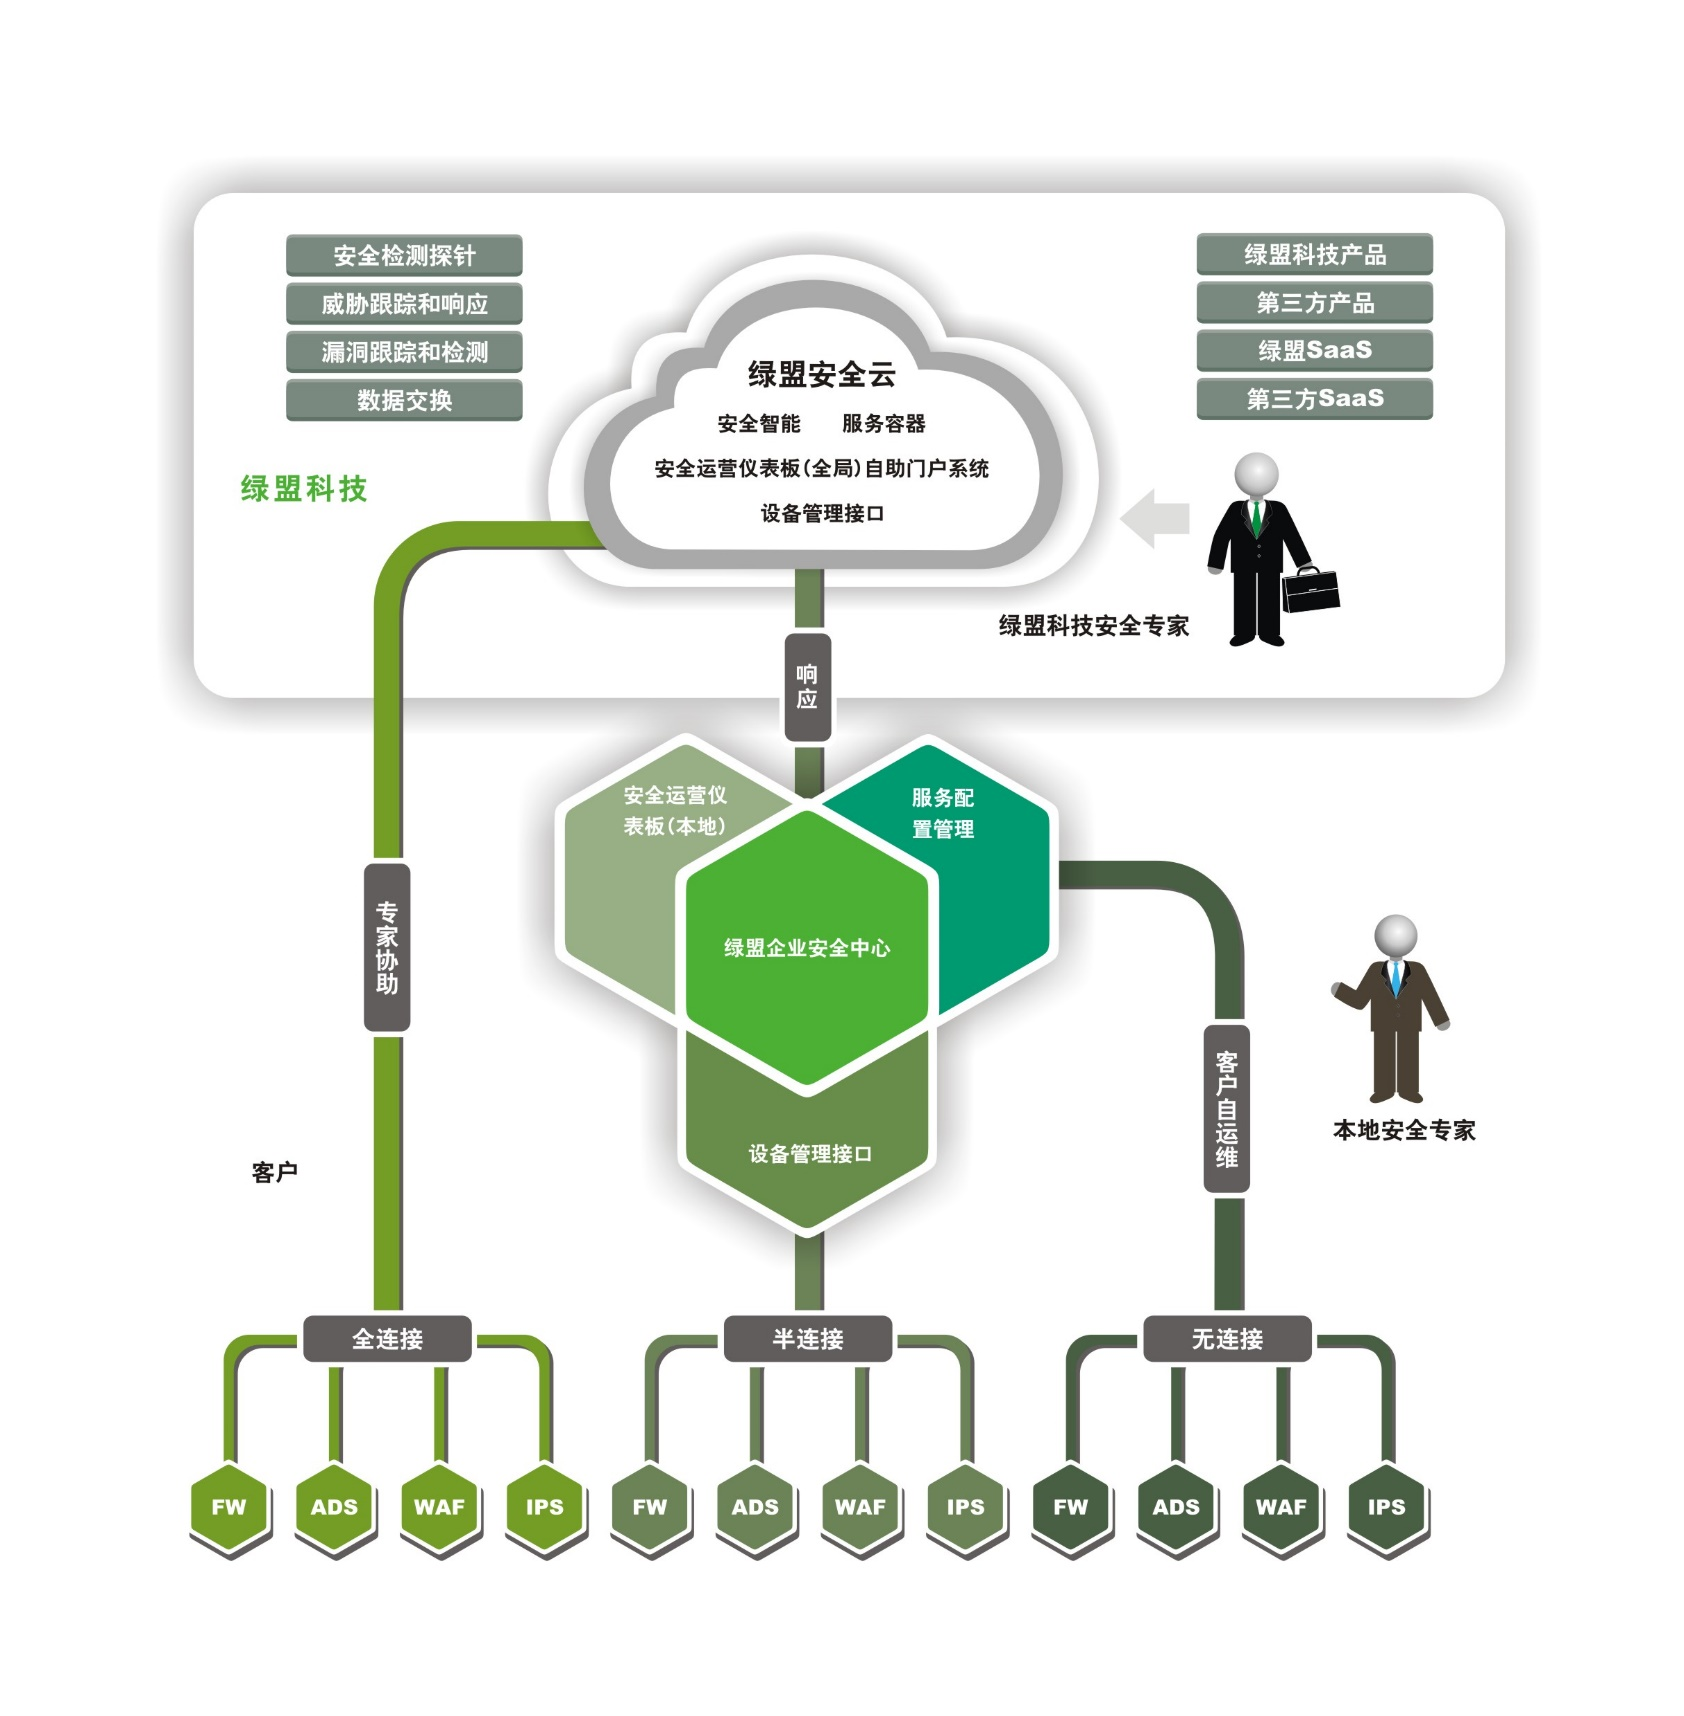 安全检测探针
威胁跟踪和响应
漏洞跟踪和检测
数据交换
绿盟科技
绿盟安全云
安全智能 服务容器
安全运营仪表板(全局)自助门户系统
设备管理接口
绿盟科技产品
第三方产品
绿盟SaaS
第三方SaaS
绿盟科技安全专家
响
应
安全运营仪
表板(本地)
服务配
置管理
绿盟企业安全中心
设备管理接口
专
家
协
助
客户
客
户
自
运
维
本地安全专家
全连接
半连接
无连接
FW ADS WAF IPS FW ADS WAF IPS FW ADS WAF IPS